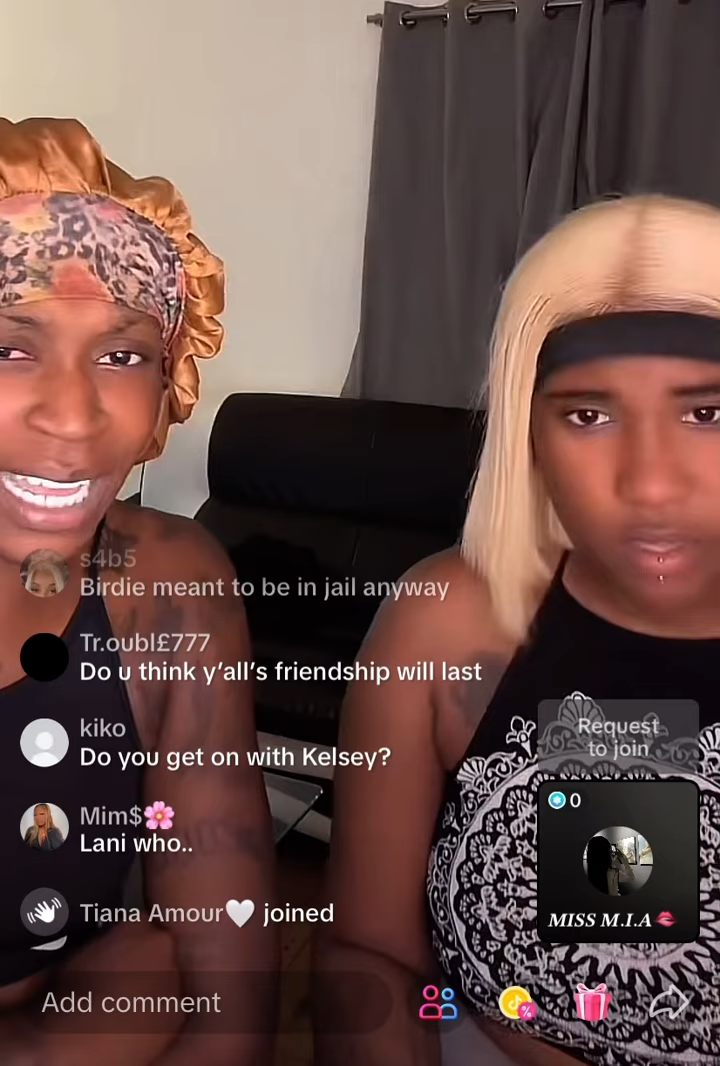 s4b5
Birdie meant to be in jail anyway
Tr.oubl£777
Do u think y'all's friendship will last
kiko
Do you get on with Kelsey?
Mim$🌸
Lani who..
Tiana Amour🤍 joined
Request
to join
0
MISS M.I.A💋
Add comment